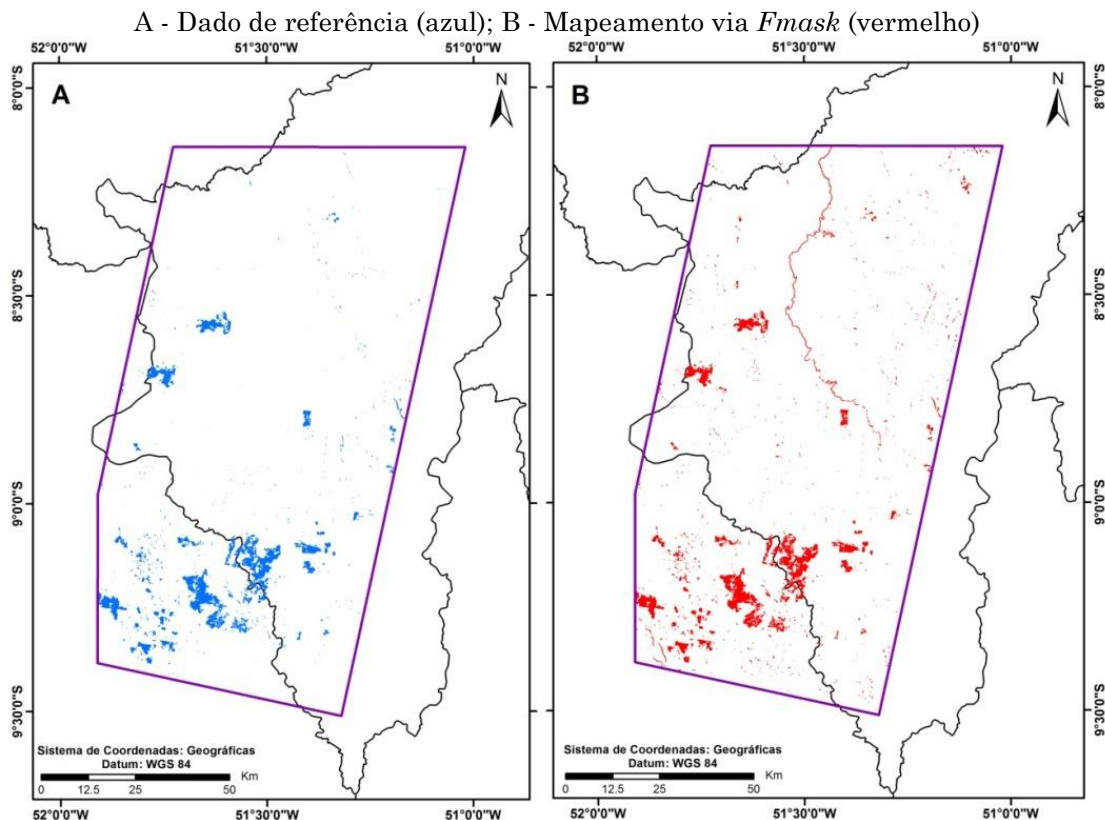 A - Dado de referência (azul); B - Mapeamento via Fmask (vermelho)
52°0'0"W 51°30'0"W 51°0'0"W 52°0'0"W 51°30'0"W 51°0'0"W
A
N
B
N
8°0'0"S
8°0'0"S
8°30'0"S
8°30'0"S
9°0'0"S
9°0'0"S
9°30'0"S
9°30'0"S
Sistema de Coordenadas: Geográficas
Datum: WGS 84
Km
0 12.5 25 50
Sistema de Coordenadas: Geográficas
Datum: WGS 84
Km
0 12.5 25 50
52°0'0"W 51°30'0"W 51°0'0"W 52°0'0"W 51°30'0"W 51°0'0"W